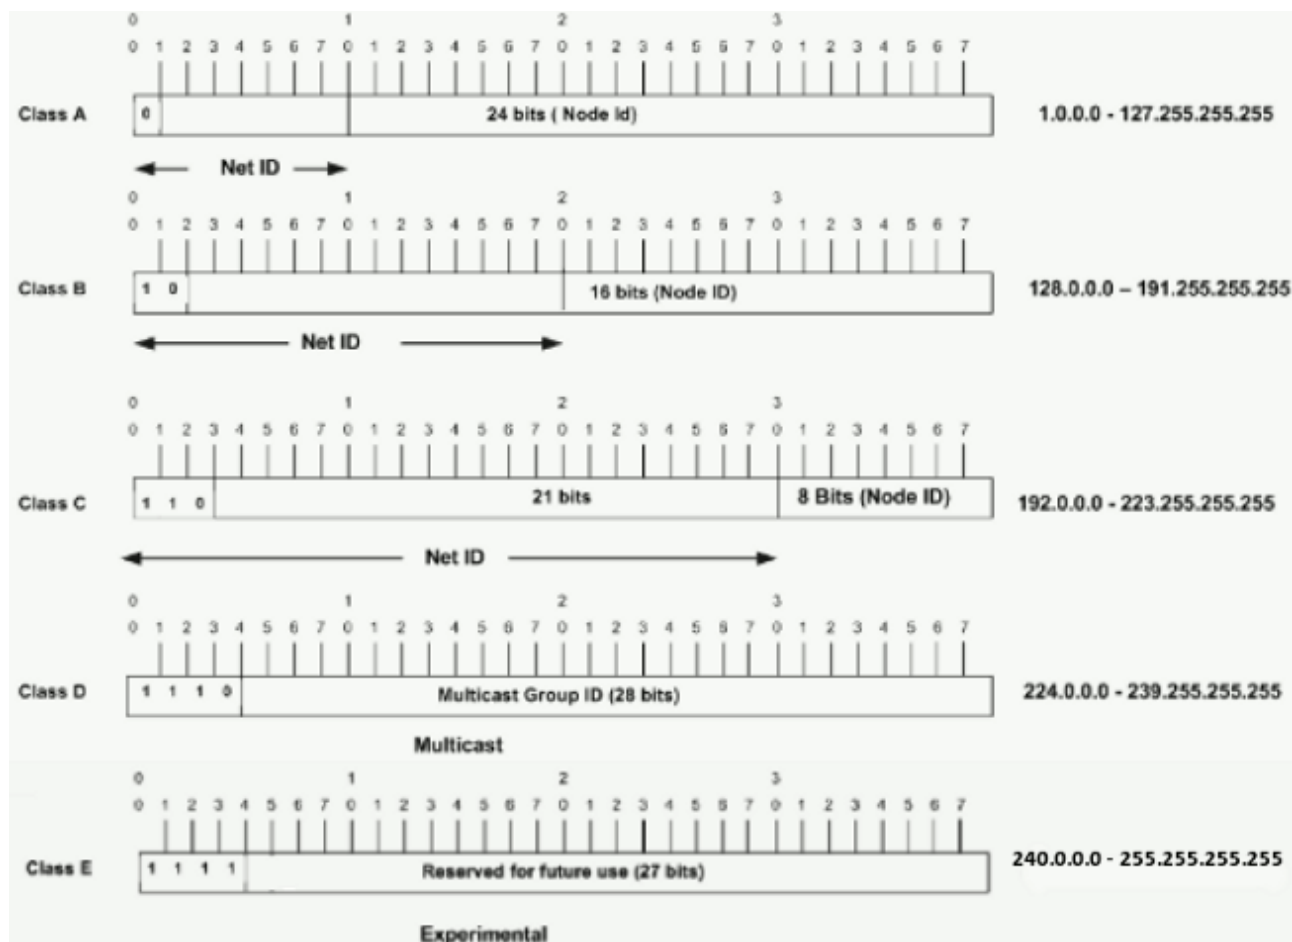 0 1 2 3
0 1 2 3 4 5 6 7 0 1 2 3 4 5 6 7 0 1 2 3 4 5 6 7 0 1 2 3 4 5 6 7
Class A 0 24 bits ( Node Id) 1.0.0.0 - 127.255.255.255
Net ID
0 1 2 3
0 1 2 3 4 5 6 7 0 1 2 3 4 5 6 7 0 1 2 3 4 5 6 7 0 1 2 3 4 5 6 7
Class B 1 0 16 bits (Node ID) 128.0.0.0 – 191.255.255.255
Net ID
0 1 2 3
0 1 2 3 4 5 6 7 0 1 2 3 4 5 6 7 0 1 2 3 4 5 6 7 0 1 2 3 4 5 6 7
Class C 1 1 0 21 bits 8 Bits (Node ID) 192.0.0.0 - 223.255.255.255
Net ID
0 1 2 3
0 1 2 3 4 5 6 7 0 1 2 3 4 5 6 7 0 1 2 3 4 5 6 7 0 1 2 3 4 5 6 7
Class D 1 1 1 0 Multicast Group ID (28 bits) 224.0.0.0 - 239.255.255.255
Multicast
0 1 2 3
0 1 2 3 4 5 6 7 0 1 2 3 4 5 6 7 0 1 2 3 4 5 6 7 0 1 2 3 4 5 6 7
Class E 1 1 1 1 Reserved for future use (27 bits) 240.0.0.0 - 255.255.255.255
Experimental